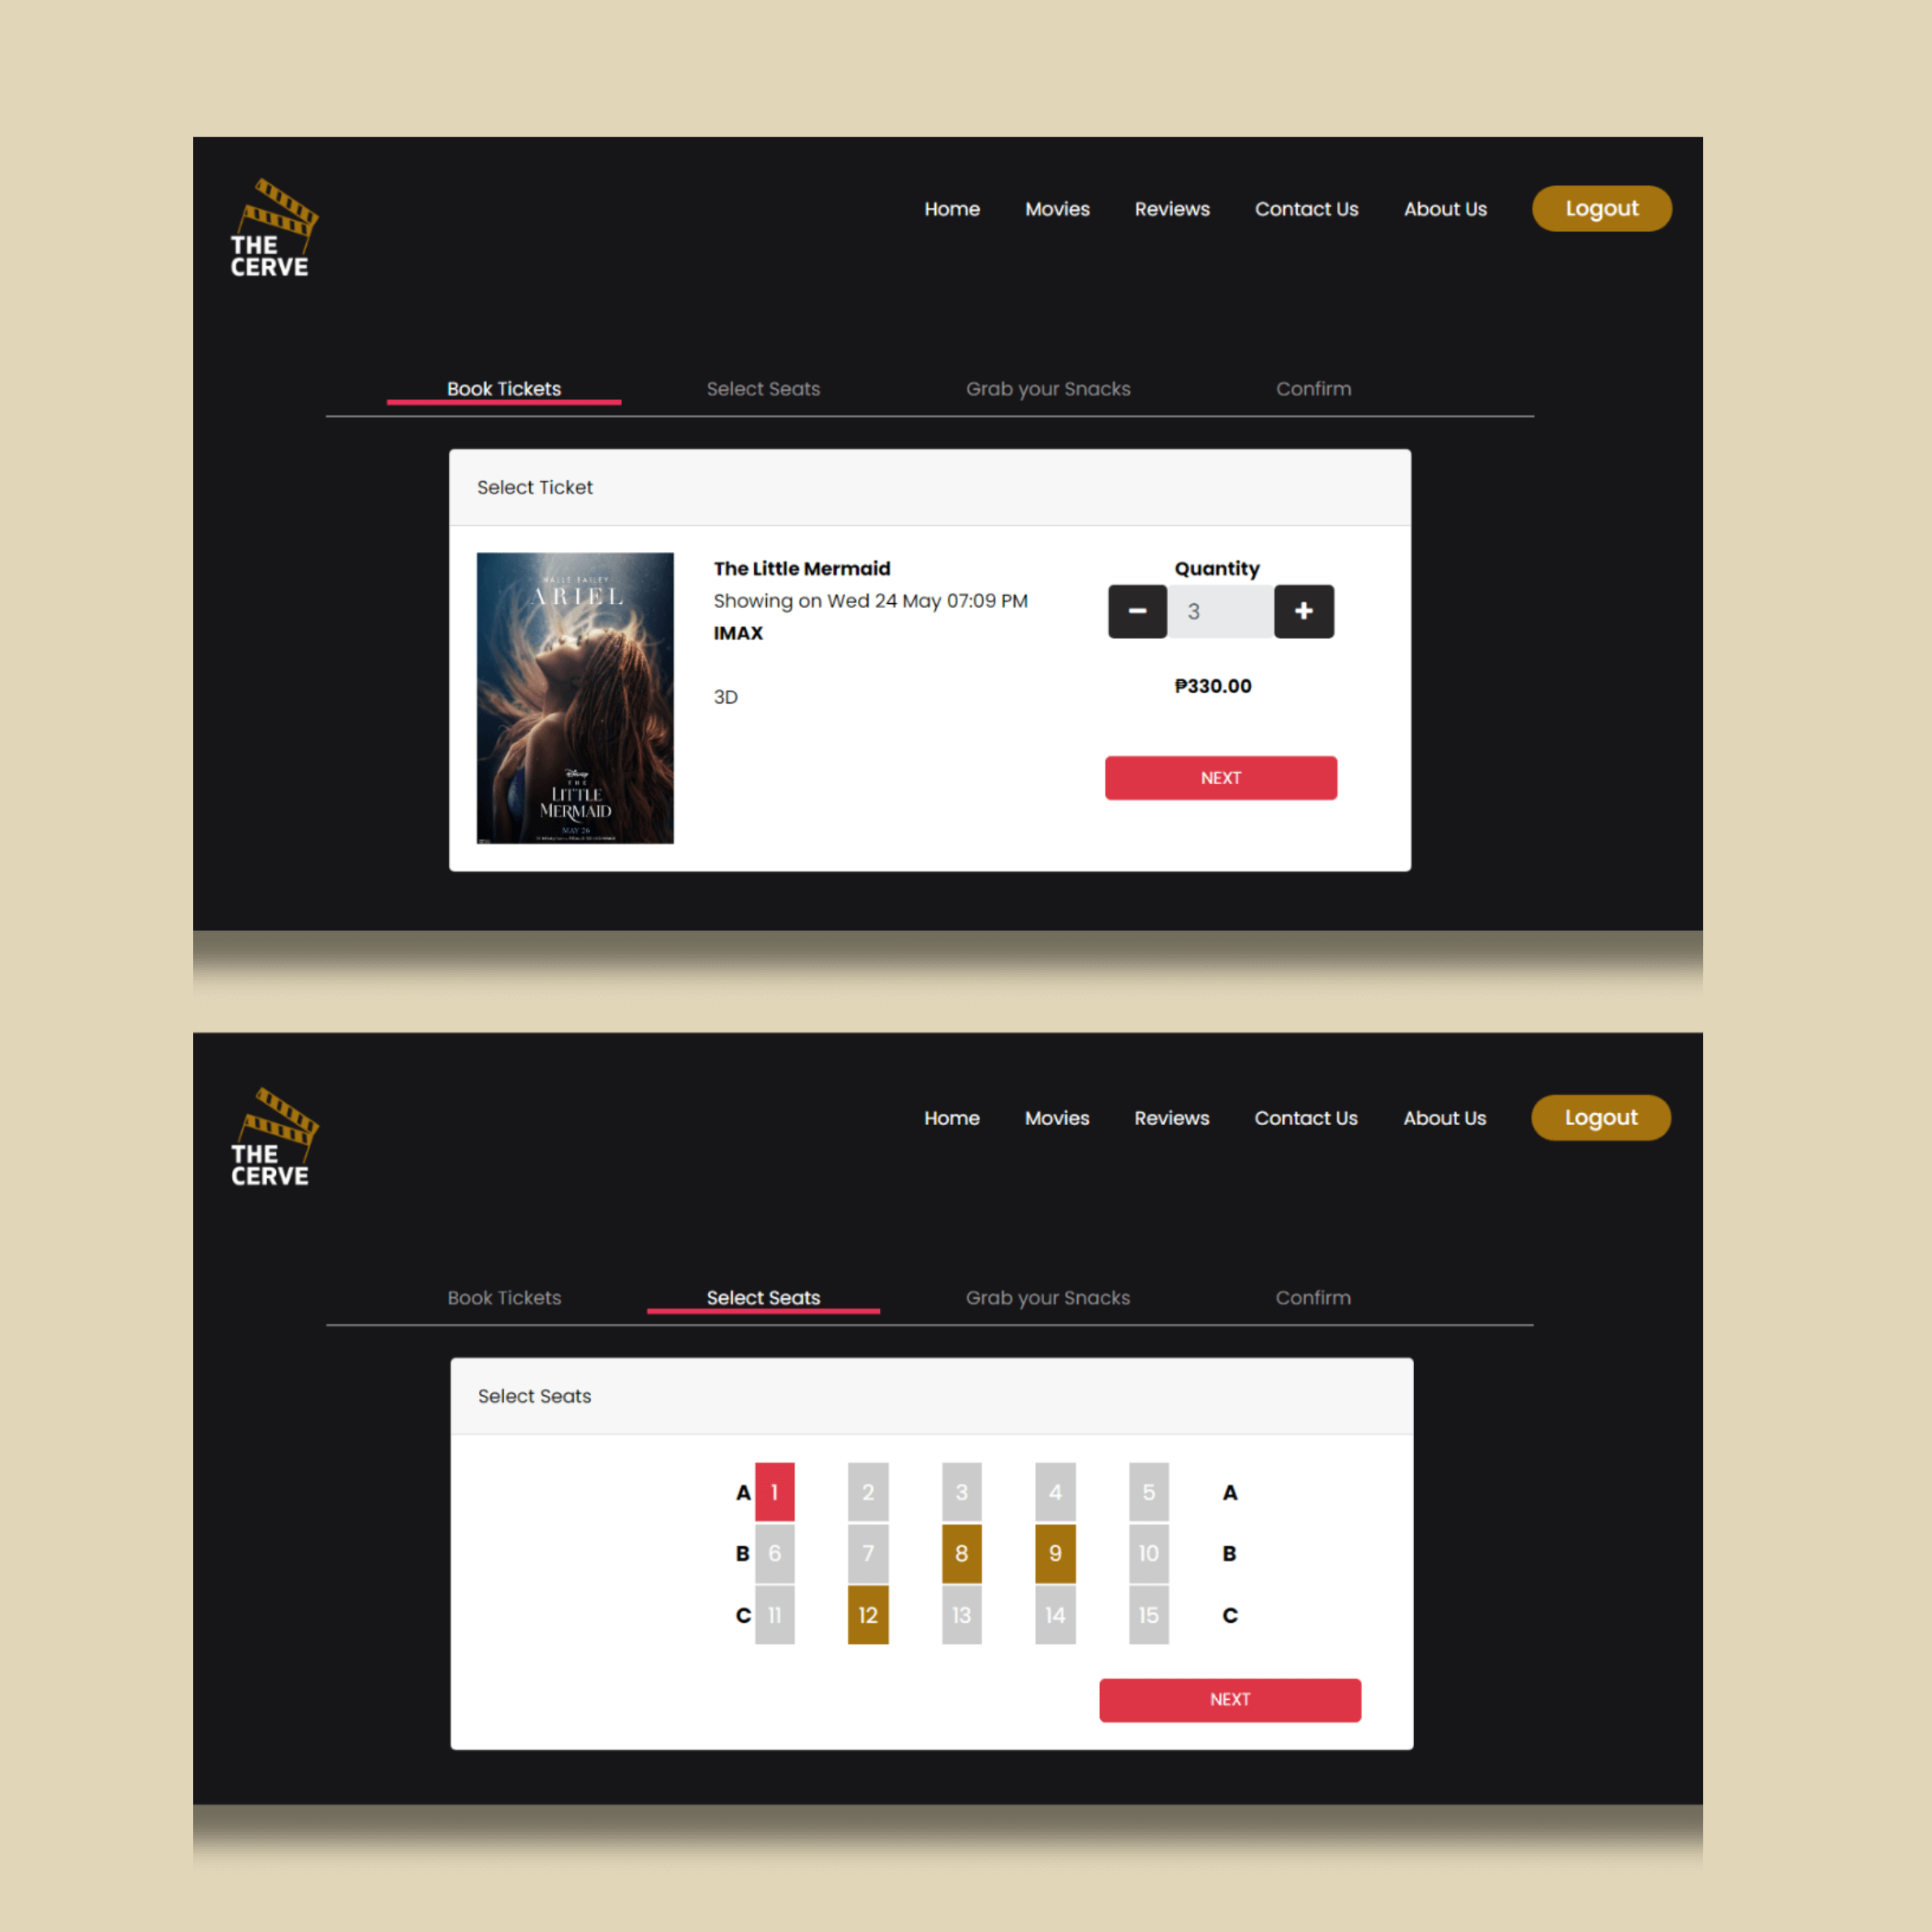 THE
CERVE
Home Movies Reviews Contact Us About Us Logout
Book Tickets Select Seats Grab your Snacks Confirm
Select Ticket
HALLE BAILEY
ARIEL
Disney
THE
LITTLE
MERMAID
MAY 26
The Little Mermaid
Showing on Wed 24 May 07:09 PM
IMAX
3D
Quantity
3
₱330.00
NEXT
THE
CERVE
Home Movies Reviews Contact Us About Us Logout
Book Tickets Select Seats Grab your Snacks Confirm
Select Seats
A 1 2 3 4 5 A
B 6 7 8 9 10 B
C 11 12 13 14 15 C
NEXT